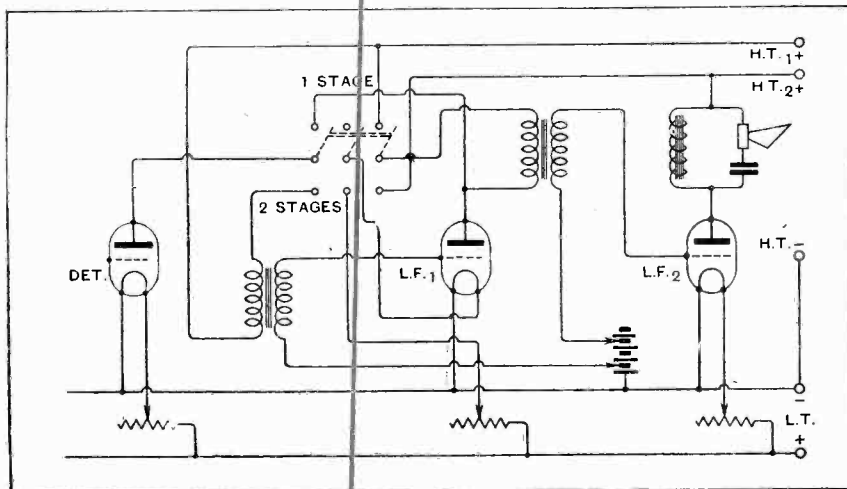 H.T.1+
1 STAGE
H.T.2+
2 STAGES
H.T.-
DET.
L.F.1
L.F.2
-
L.T.
+